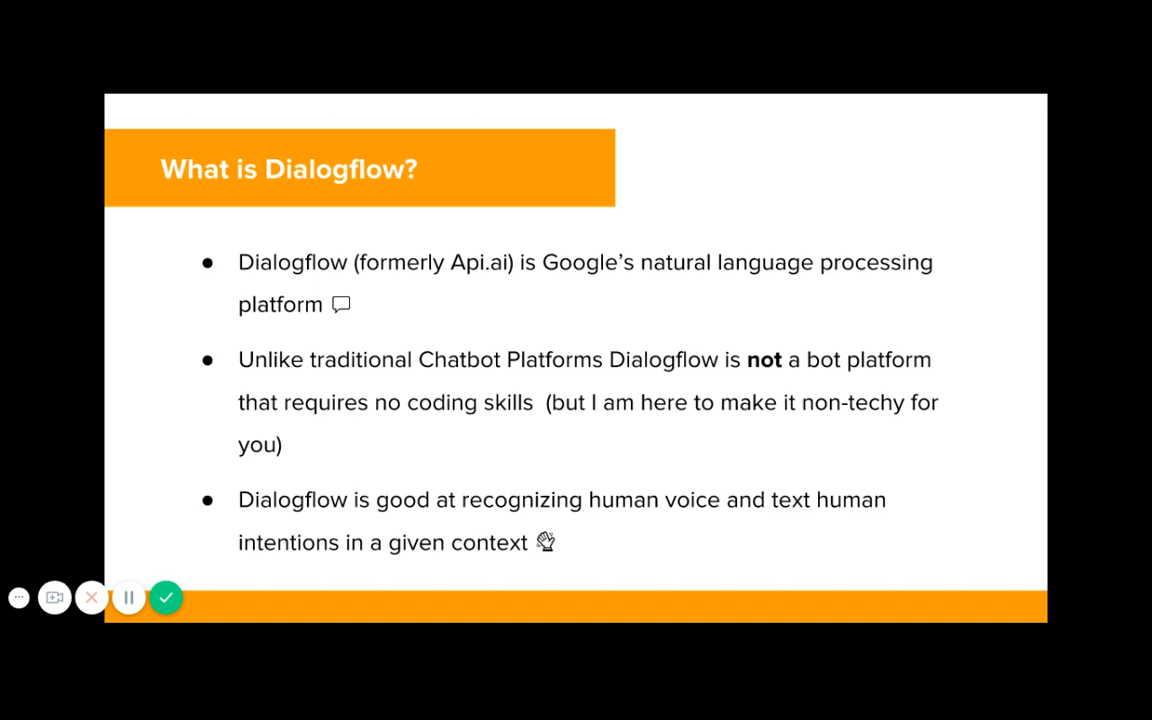 What is Dialogflow?
● Dialogflow (formerly Api.ai) is Google’s natural language processing
platform 💬
● Unlike traditional Chatbot Platforms Dialogflow is not a bot platform
that requires no coding skills  (but I am here to make it non-techy for
you)
● Dialogflow is good at recognizing human voice and text human
intentions in a given context 👋